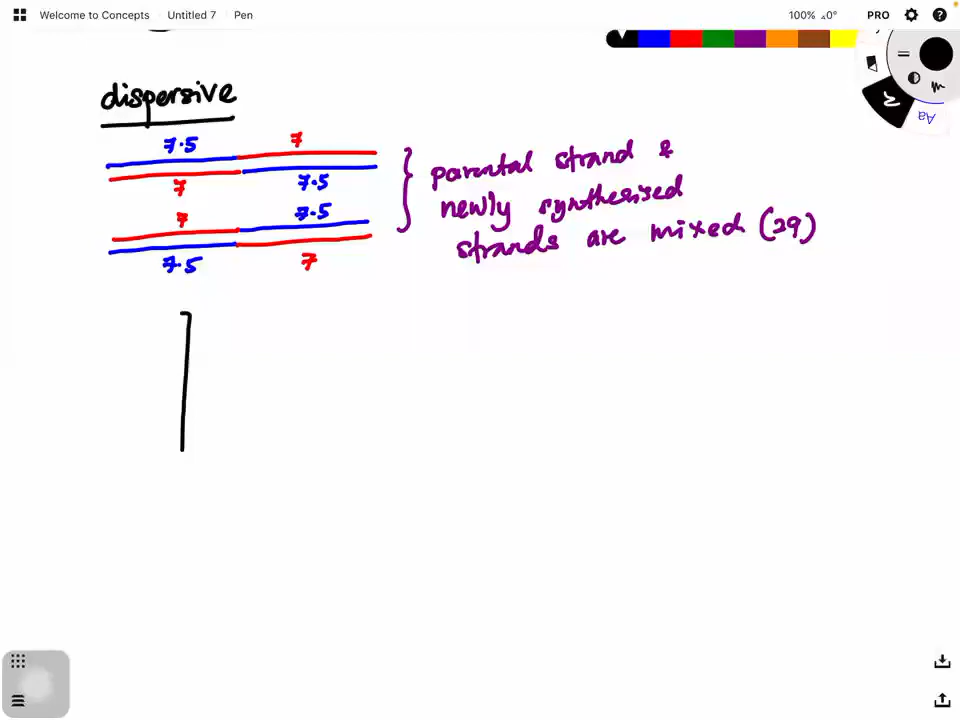 Welcome to Concepts Untitled 7 Pen 100% 0° PRO
Aa
dispersive
7.5 7
7 7.5
7 7.5
7.5 7
parental strand &
newly synthesised
strands are mixed (29)